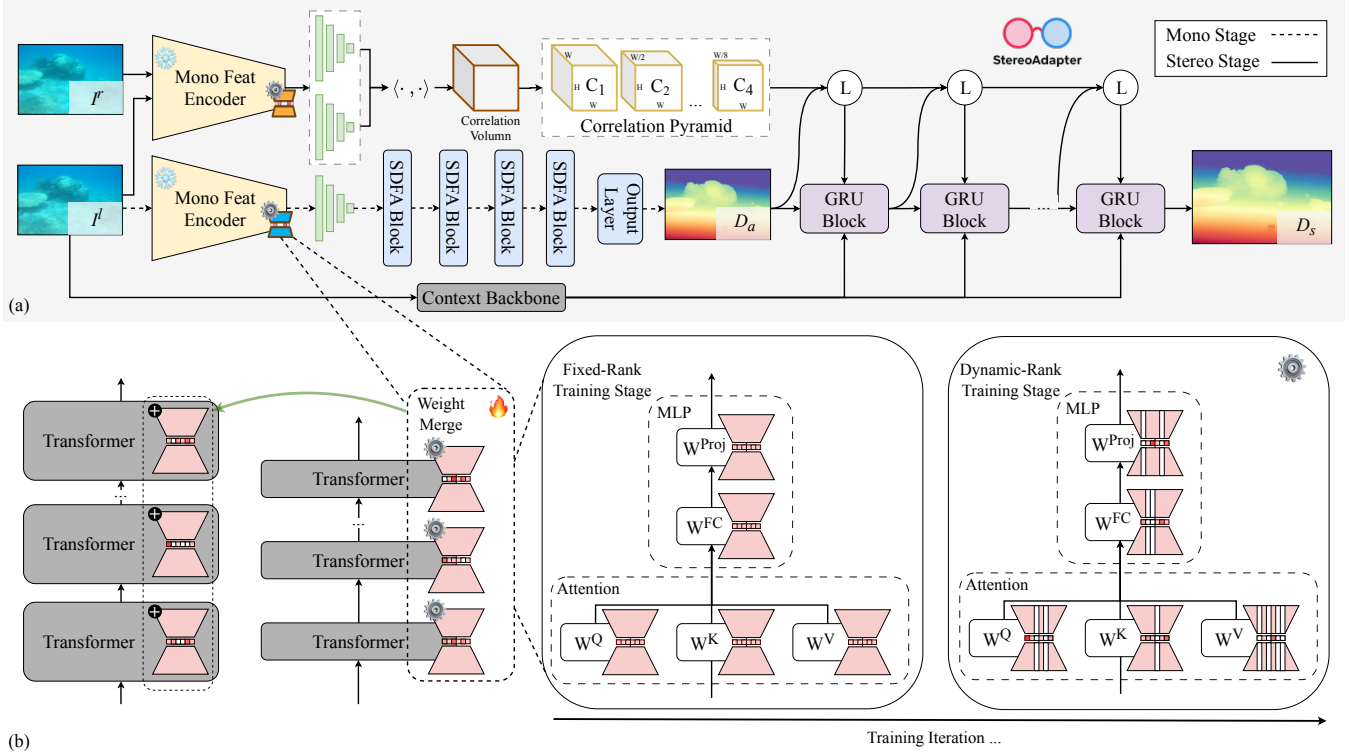 I^r
Mono Feat
Encoder
⟨·,·⟩
Correlation
Volumn
W
H
C_1
W
W/2
H
C_2
W
...
W/8
H
C_4
W
Correlation Pyramid
StereoAdapter
Mono Stage
Stereo Stage
L
L
L
I^l
Mono Feat
Encoder
SDFA Block
SDFA Block
SDFA Block
SDFA Block
Output
Layer
D_a
GRU
Block
GRU
Block
...
GRU
Block
D_s
Context Backbone
(a)
Transformer
...
Transformer
Transformer
Weight
Merge
Transformer
...
Transformer
Transformer
Fixed-Rank
Training Stage
MLP
W^Proj
W^FC
Attention
W^Q
W^K
W^V
Dynamic-Rank
Training Stage
MLP
W^Proj
W^FC
Attention
W^Q
W^K
W^V
(b)
Training Iteration ...